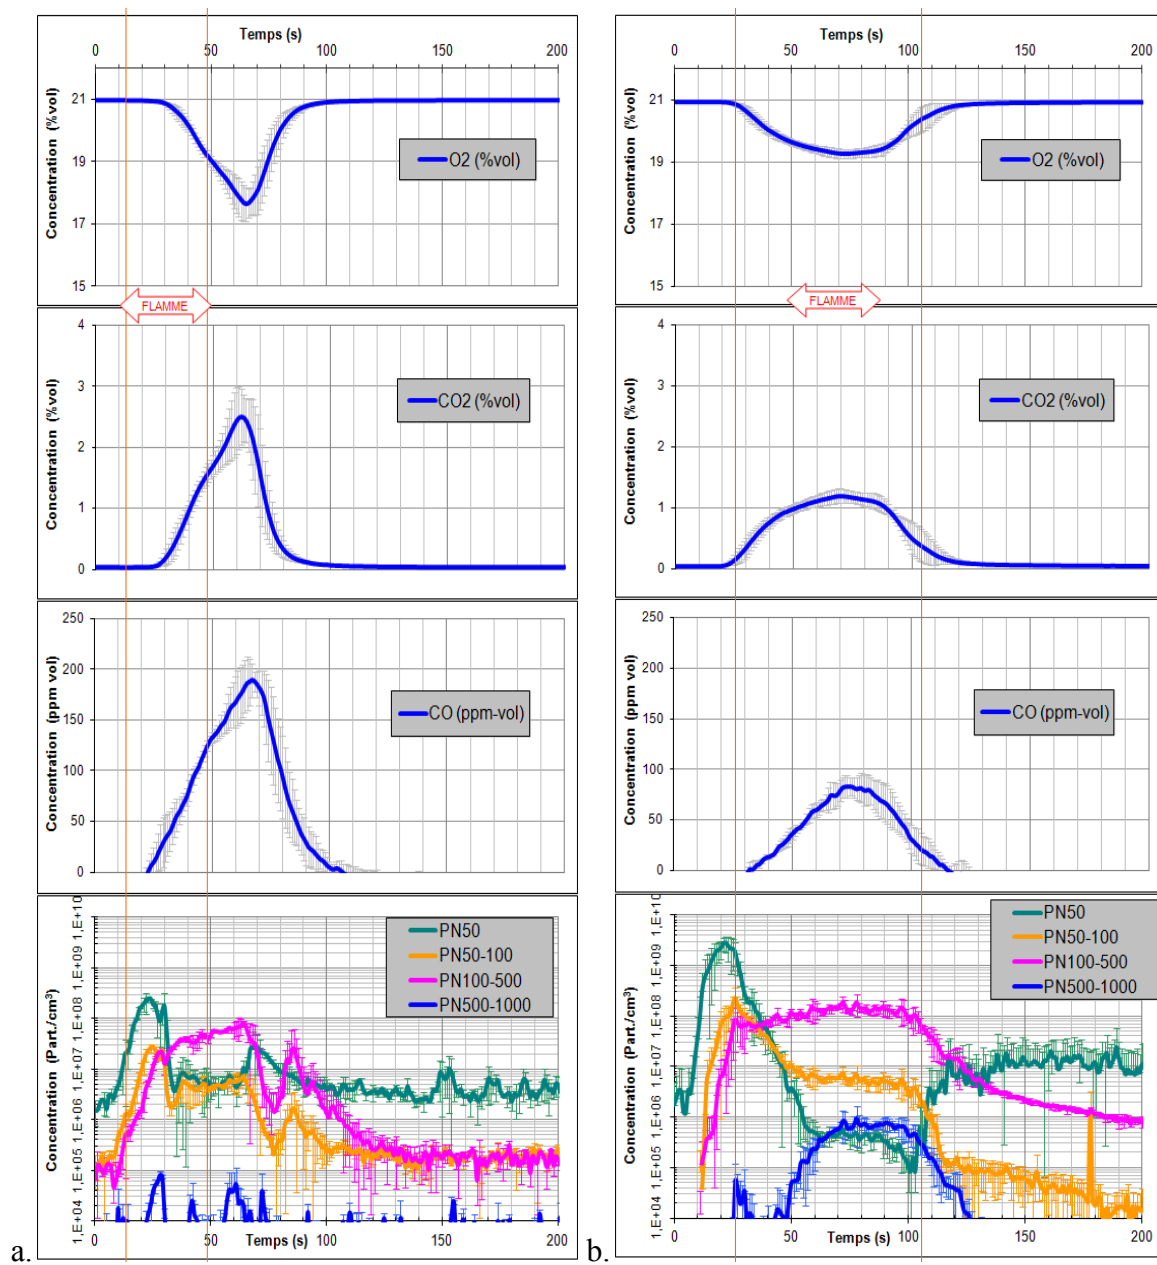 Temps (s)
0 50 100 150 200
21
19
17
15
Concentration (%vol)
O2 (%vol)
FLAMME
4
3
2
1
0
Concentration (%vol)
CO2 (%vol)
250
200
150
100
50
0
Concentration (ppm vol)
CO (ppm-vol)
1,E+10
1,E+09
1,E+08
1,E+07
1,E+06
1,E+05
1,E+04
Concentration (Part./cm³)
PN50
PN50-100
PN100-500
PN500-1000
0 50 100 150 200
Temps (s)
a.
Temps (s)
0 50 100 150 200
21
19
17
15
Concentration (%vol)
O2 (%vol)
FLAMME
4
3
2
1
0
Concentration (%vol)
CO2 (%vol)
250
200
150
100
50
0
Concentration (ppm vol)
CO (ppm-vol)
1,E+10
1,E+09
1,E+08
1,E+07
1,E+06
1,E+05
1,E+04
Concentration (Part./cm³)
PN50
PN50-100
PN100-500
PN500-1000
0 50 100 150 200
Temps (s)
b.